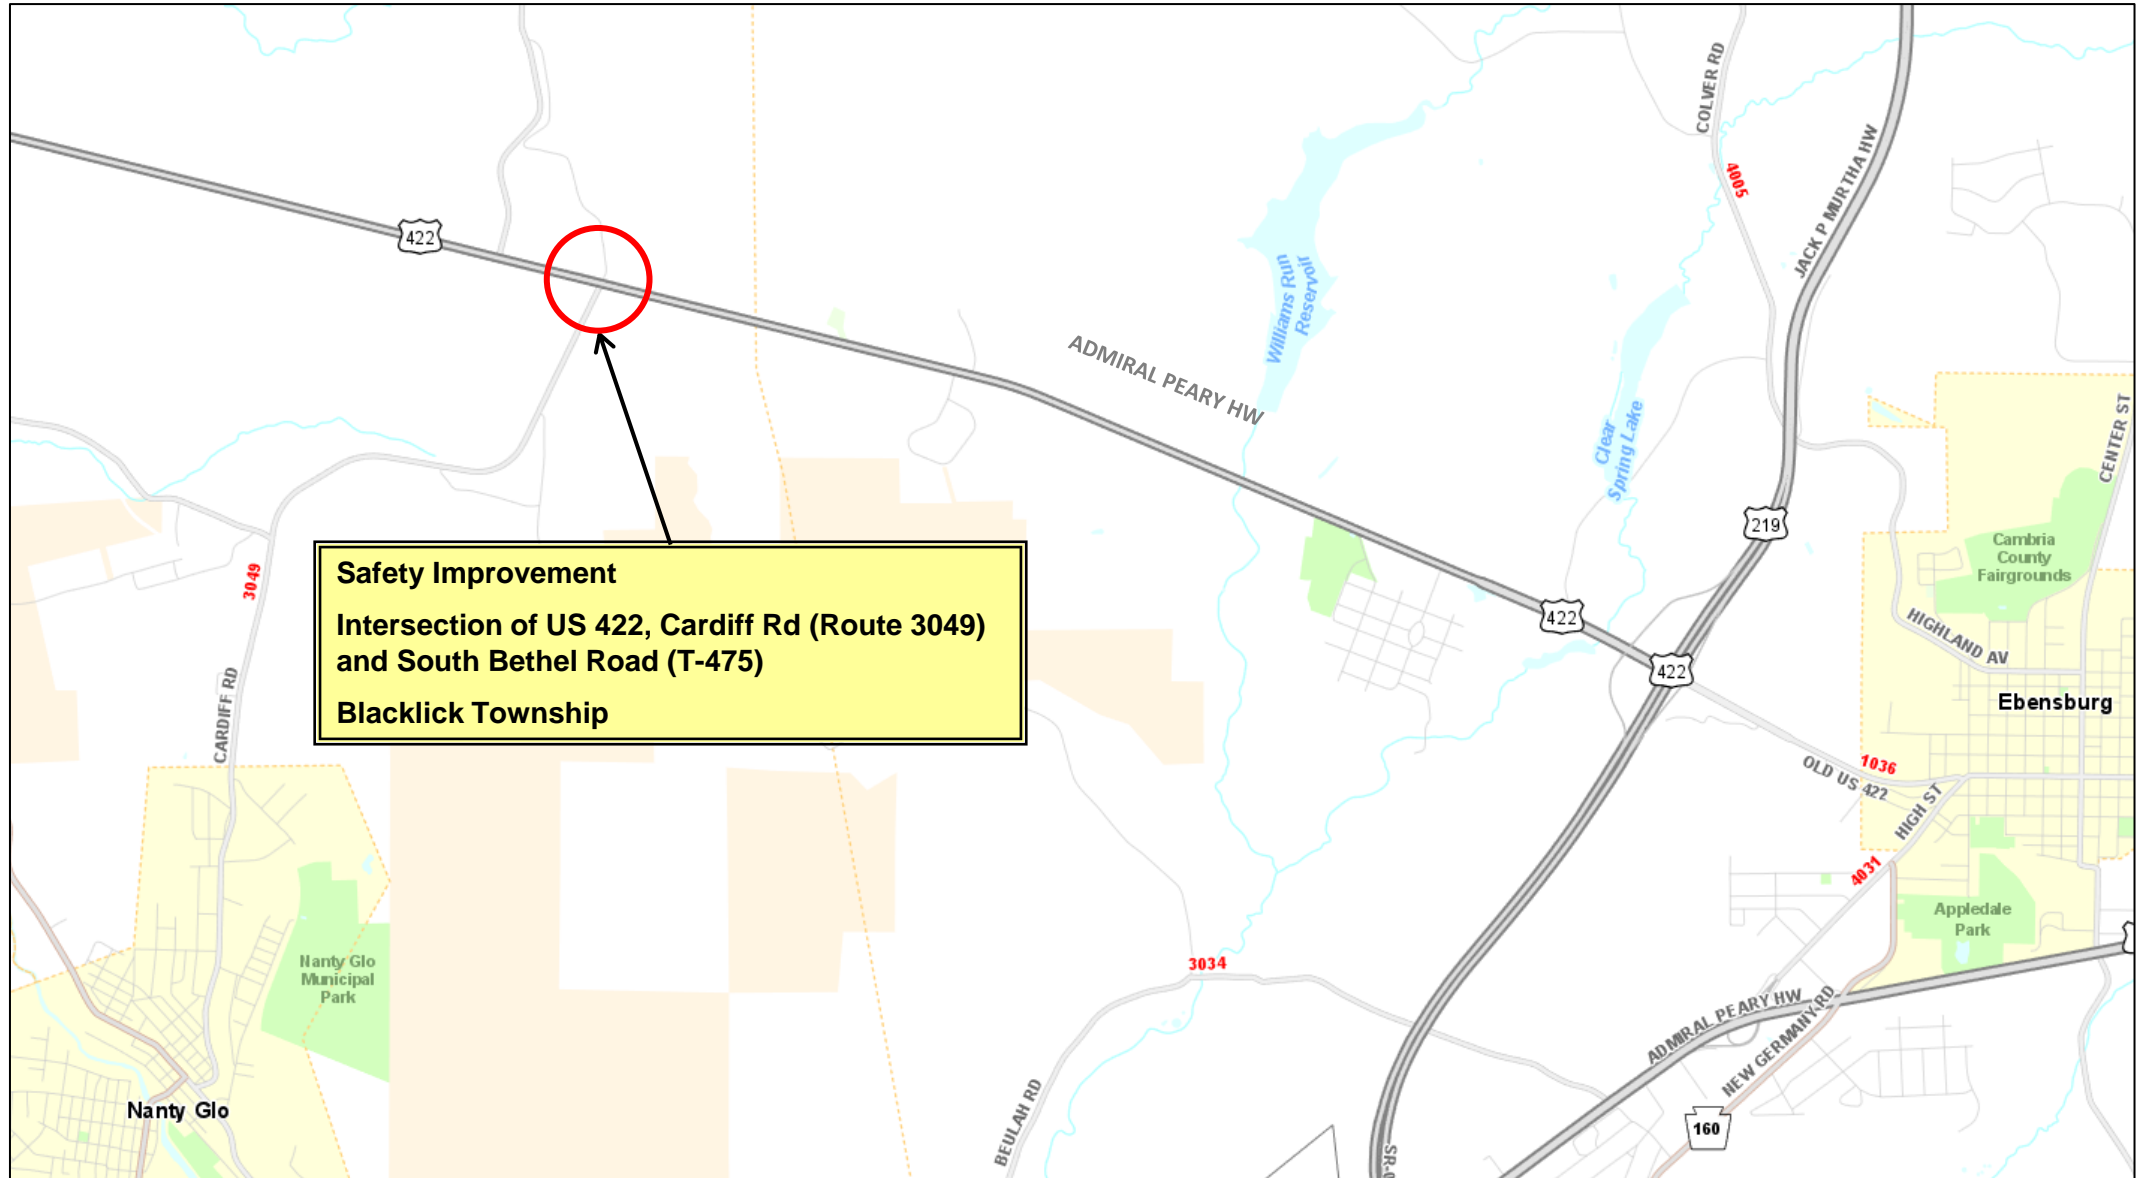 COLVER RD
4005
JACK P MURTHA HW
422
Williams Run
Reservoir
ADMIRAL PEARY HW
Clear
Spring Lake
CENTER ST
219
Cambria
County
Fairgrounds
3049
Safety Improvement
Intersection of US 422, Cardiff Rd (Route 3049)
and South Bethel Road (T-475)
Blacklick Township
422
HIGHLAND AV
422
Ebensburg
CARDIFF RD
1036
OLD US 422
HIGH ST
4031
Appledale
Park
Nanty Glo
Municipal
Park
3034
ADMIRAL PEARY HW
NEW GERMANY RD
BEULAH RD
Nanty Glo
160